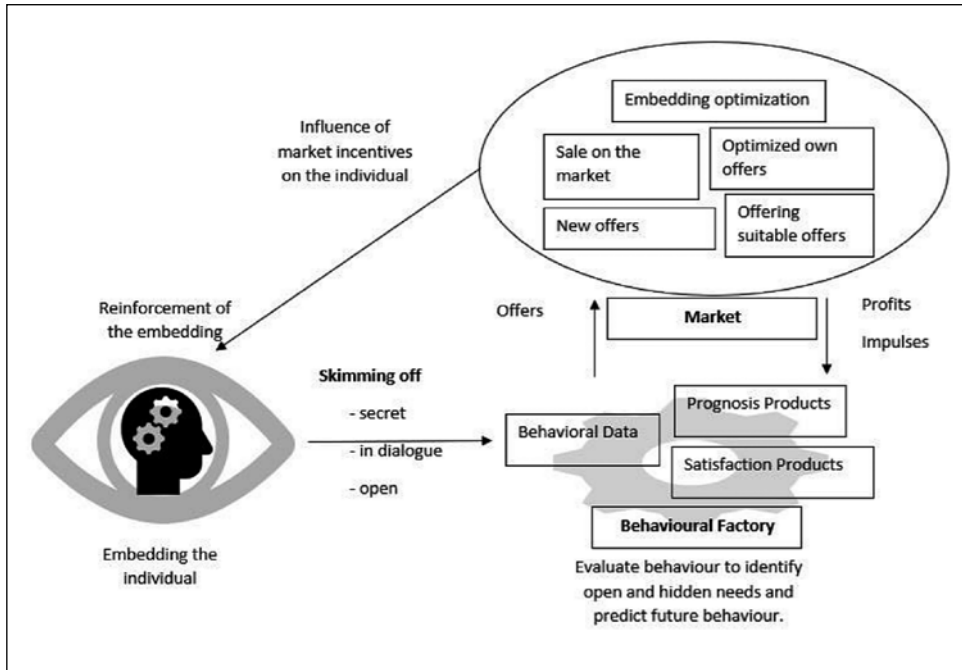 Embedding optimization
Influence of
market incentives
on the individual
Sale on the
market
Optimized own
offers
New offers
Offering
suitable offers
Reinforcement of
the embedding
Offers
Market
Profits
Impulses
Skimming off
- secret
- in dialogue
- open
Behavioral Data
Prognosis Products
Satisfaction Products
Behavioural Factory
Embedding the
individual
Evaluate behaviour to identify
open and hidden needs and
predict future behaviour.